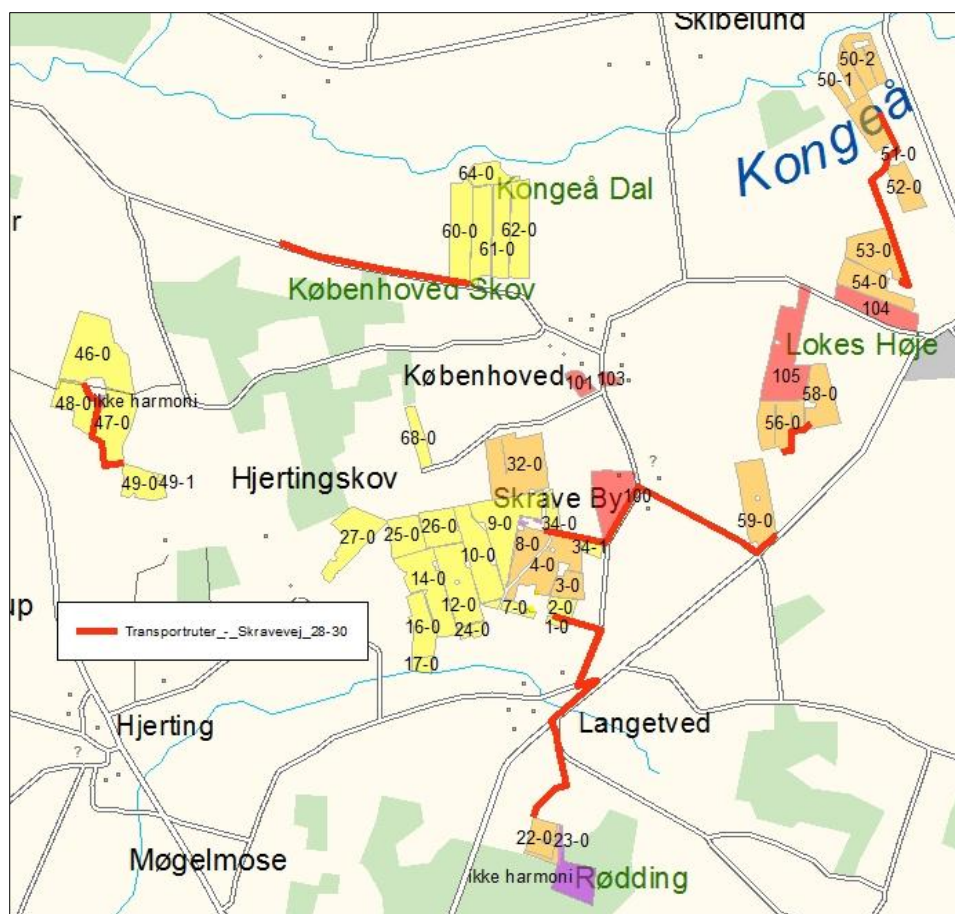 Skibelund
50-2
50-1
Kongeå
51-0
52-0
64-0
Kongeå Dal
60-0
62-0
61-0
53-0
54-0
104
r
Københoved Skov
46-0
Lokes Høje
105
Københoved
101
103
48-0
ikke harmoni
47-0
58-0
56-0
68-0
32-0
49-0
49-1
Hjertingskov
Skrave By
100
?
59-0
9-0
34-0
27-0
25-0
26-0
10-0
8-0
34-1
4-0
14-0
3-0
12-0
7-0
2-0
up
16-0
24-0
1-0
Transportruter_-_Skravevej_28-30
17-0
Hjerting
Langetved
?
22-0
23-0
Møgelmose
ikke harmoni
Rødding